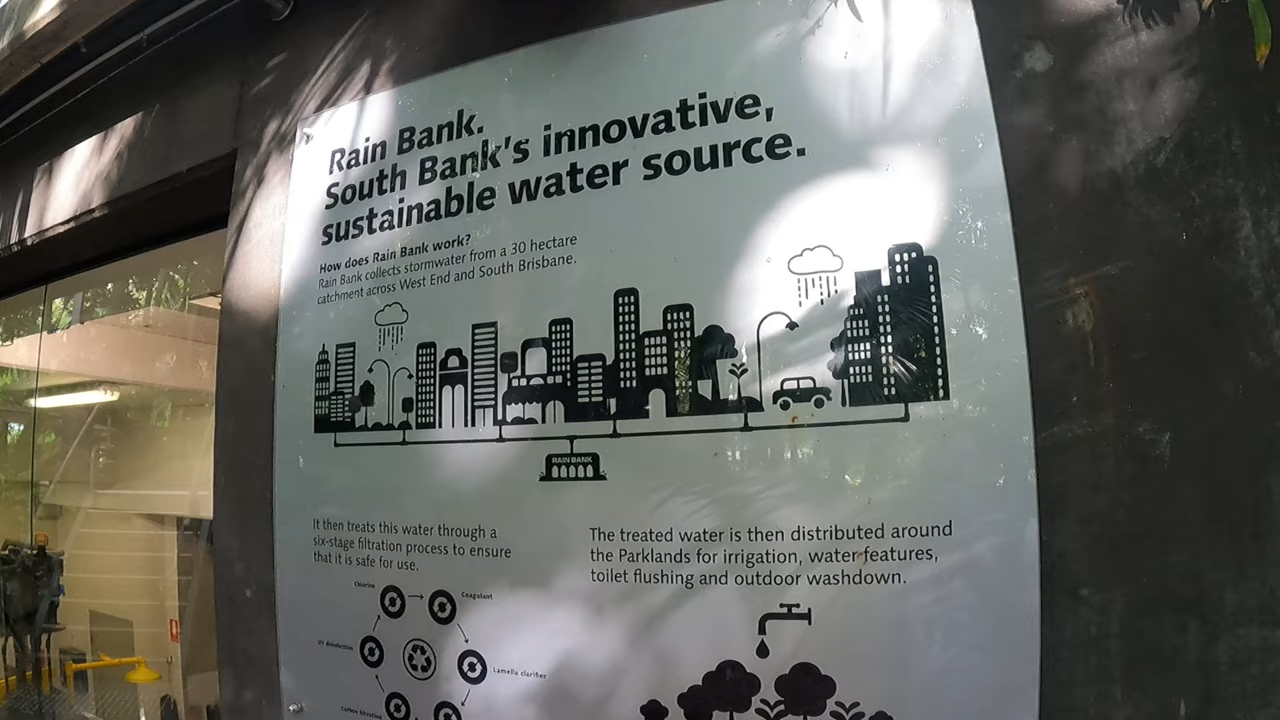 Rain Bank.
South Bank's innovative,
sustainable water source.
How does Rain Bank work?
Rain Bank collects stormwater from a 30 hectare
catchment across West End and South Brisbane.
RAIN BANK
It then treats this water through a
six-stage filtration process to ensure
that it is safe for use.
The treated water is then distributed around
the Parklands for irrigation, water features,
toilet flushing and outdoor washdown.
Chlorine
Coagulant
UV disinfection
Lamella clarifier
Carbon filtration